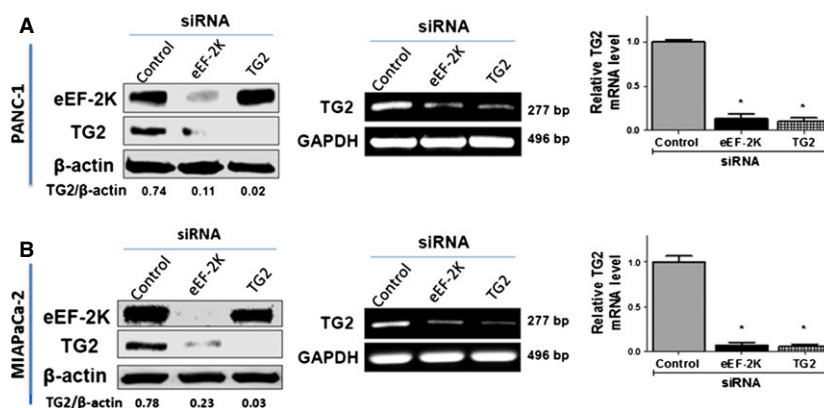 A
PANC-1
siRNA
Control eEF-2K TG2
eEF-2K
TG2
β-actin
TG2/β-actin 0.74 0.11 0.02
siRNA
Control eEF-2K TG2
TG2 277 bp
GAPDH 496 bp
Relative TG2
mRNA level
1.0
0.5
0.0
* *
Control eEF-2K TG2
siRNA
B
MIAPaCa-2
siRNA
Control eEF-2K TG2
eEF-2K
TG2
β-actin
TG2/β-actin 0.78 0.23 0.03
siRNA
Control eEF-2K TG2
TG2 277 bp
GAPDH 496 bp
Relative TG2
mRNA level
1.0
0.5
0.0
* *
Control eEF-2K TG2
siRNA